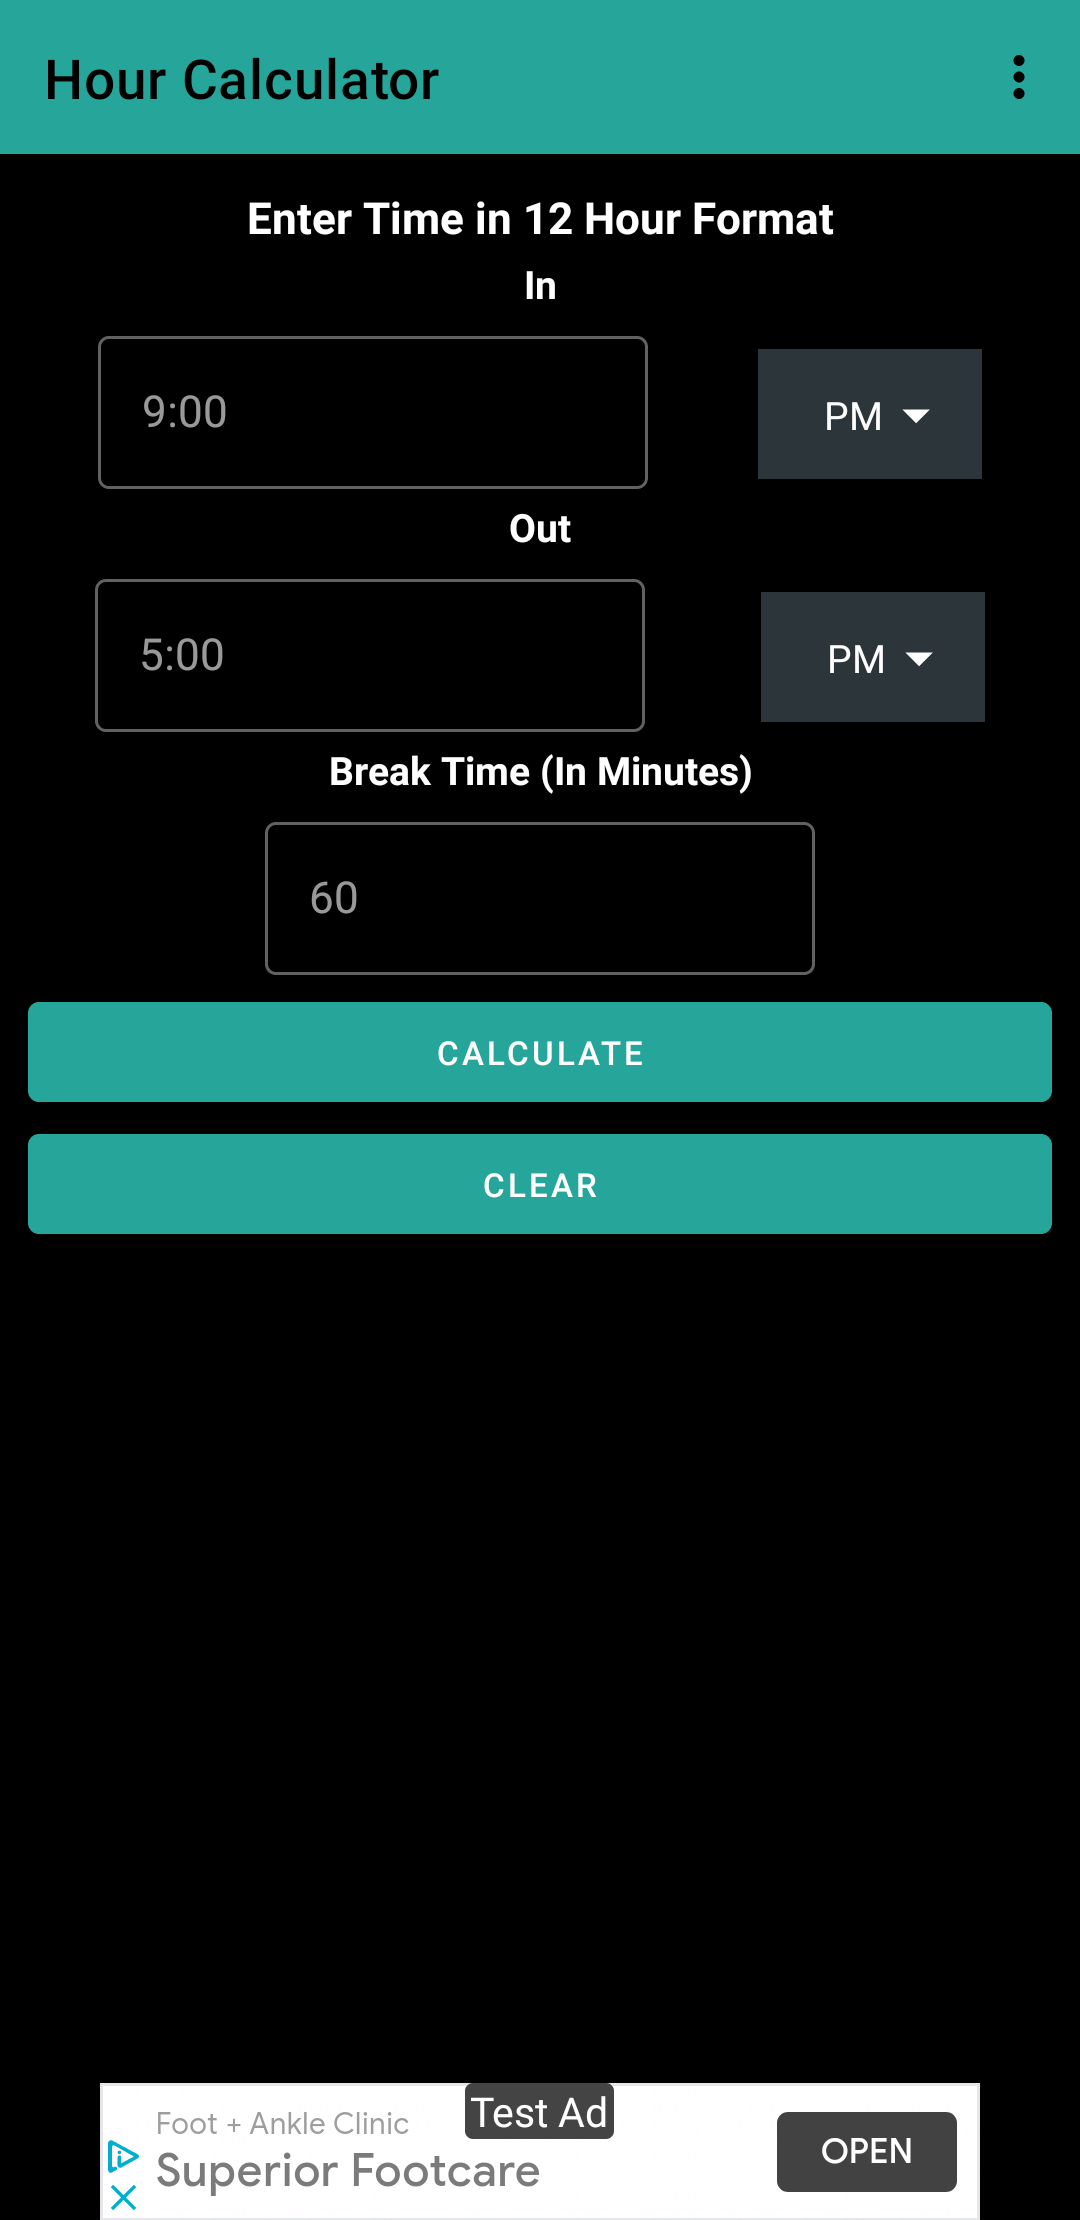 Hour Calculator
Enter Time in 12 Hour Format
In
9:00
PM
Out
5:00
PM
Break Time (In Minutes)
60
CALCULATE
CLEAR
Test Ad
Foot + Ankle Clinic
Superior Footcare
OPEN